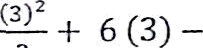 (3)²
+ 6 (3) −